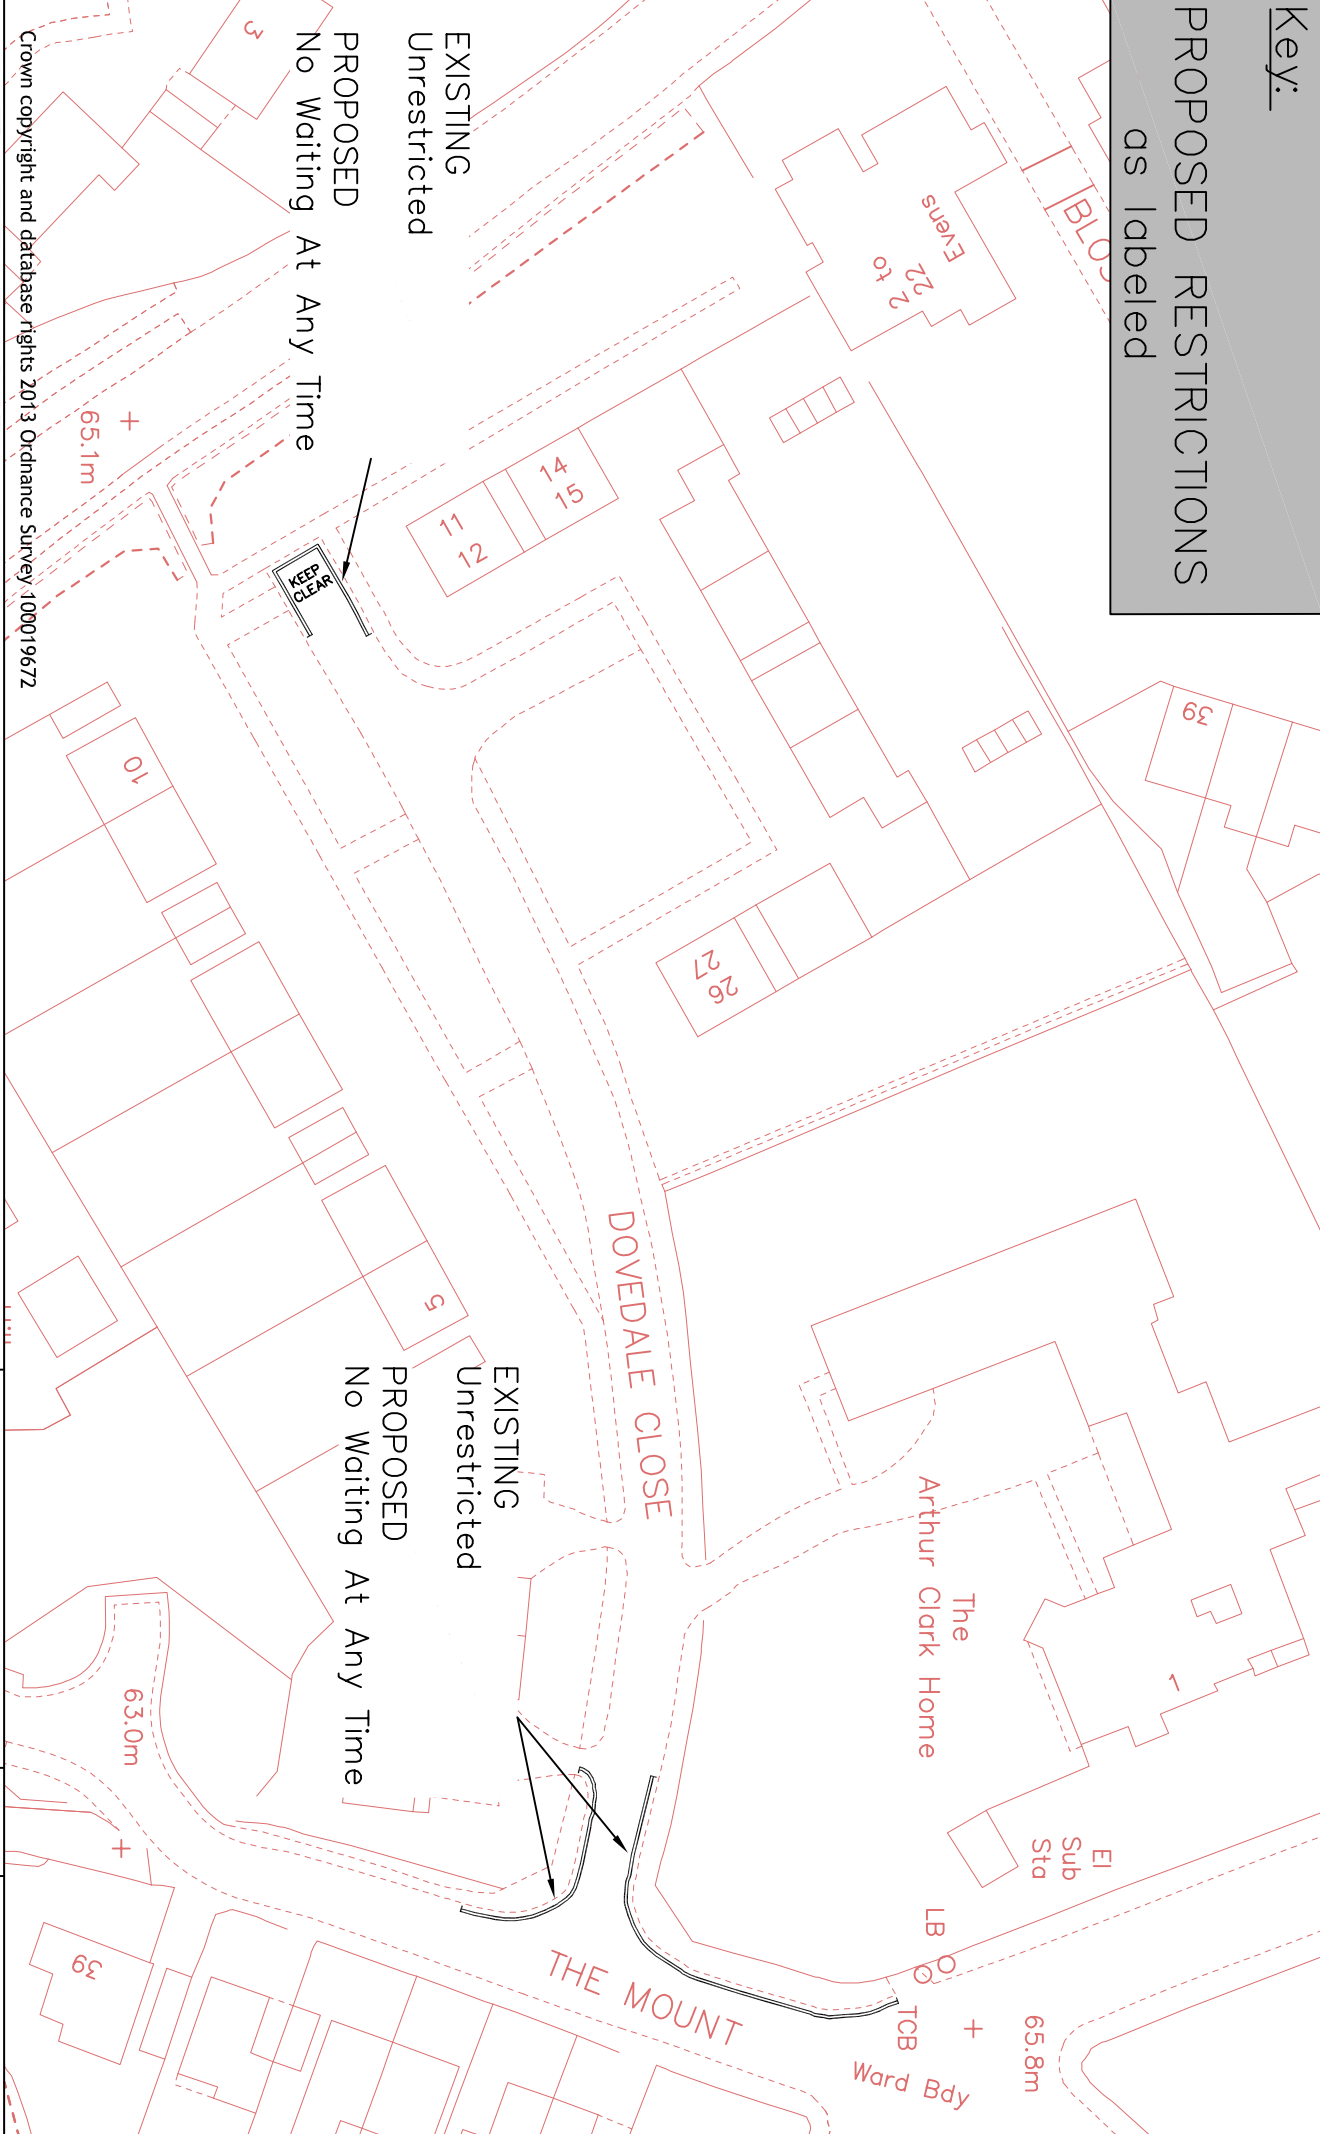 Key:
PROPOSED RESTRICTIONS
as labeled
BLOS
Evens
22
2 to
3
EXISTING
Unrestricted
PROPOSED
No Waiting At Any Time
65.1m
14
15
11
12
KEEP
CLEAR
39
10
27
26
5
DOVEDALE CLOSE
EXISTING
Unrestricted
PROPOSED
No Waiting At Any Time
The
Arthur Clark Home
1
63.0m
El
Sub
Sta
LB
TCB
65.8m
Ward Bdy
THE MOUNT
39
Crown copyright and database rights 2013 Ordnance Survey 100019672